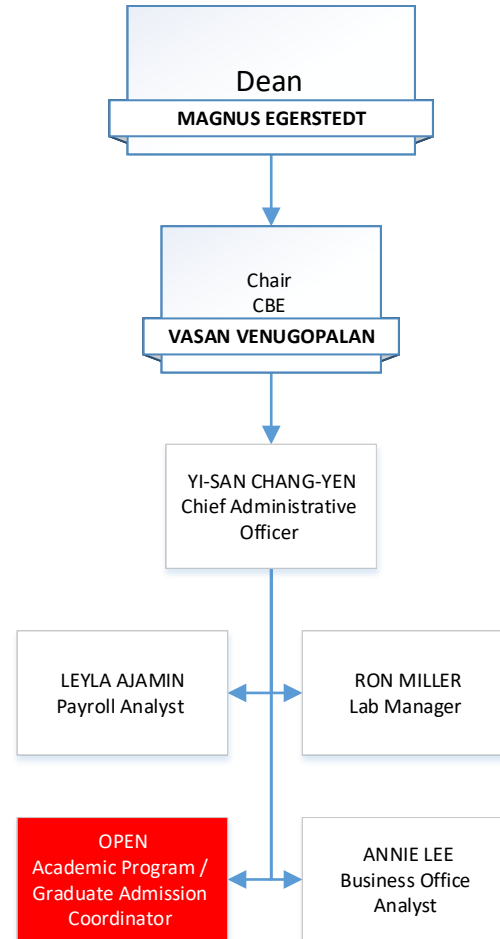 Dean
MAGNUS EGERSTEDT
Chair
CBE
VASAN VENUGOPALAN
YI-SAN CHANG-YEN
Chief Administrative
Officer
LEYLA AJAMIN
Payroll Analyst
RON MILLER
Lab Manager
OPEN
Academic Program /
Graduate Admission
Coordinator
ANNIE LEE
Business Office
Analyst